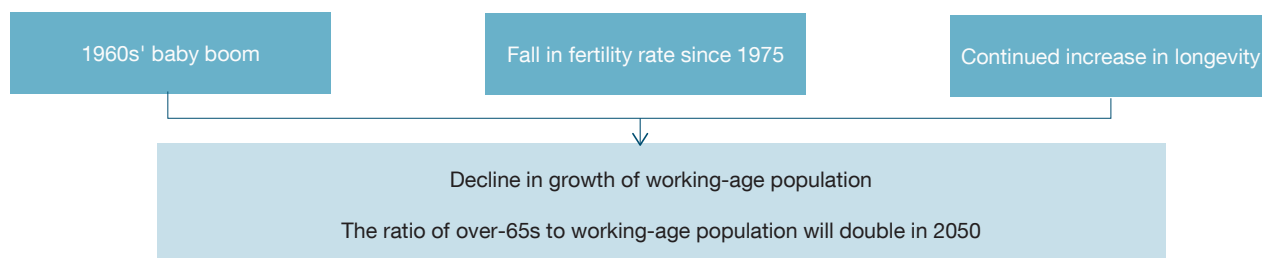 1960s' baby boom
Fall in fertility rate since 1975
Continued increase in longevity
Decline in growth of working-age population
The ratio of over-65s to working-age population will double in 2050